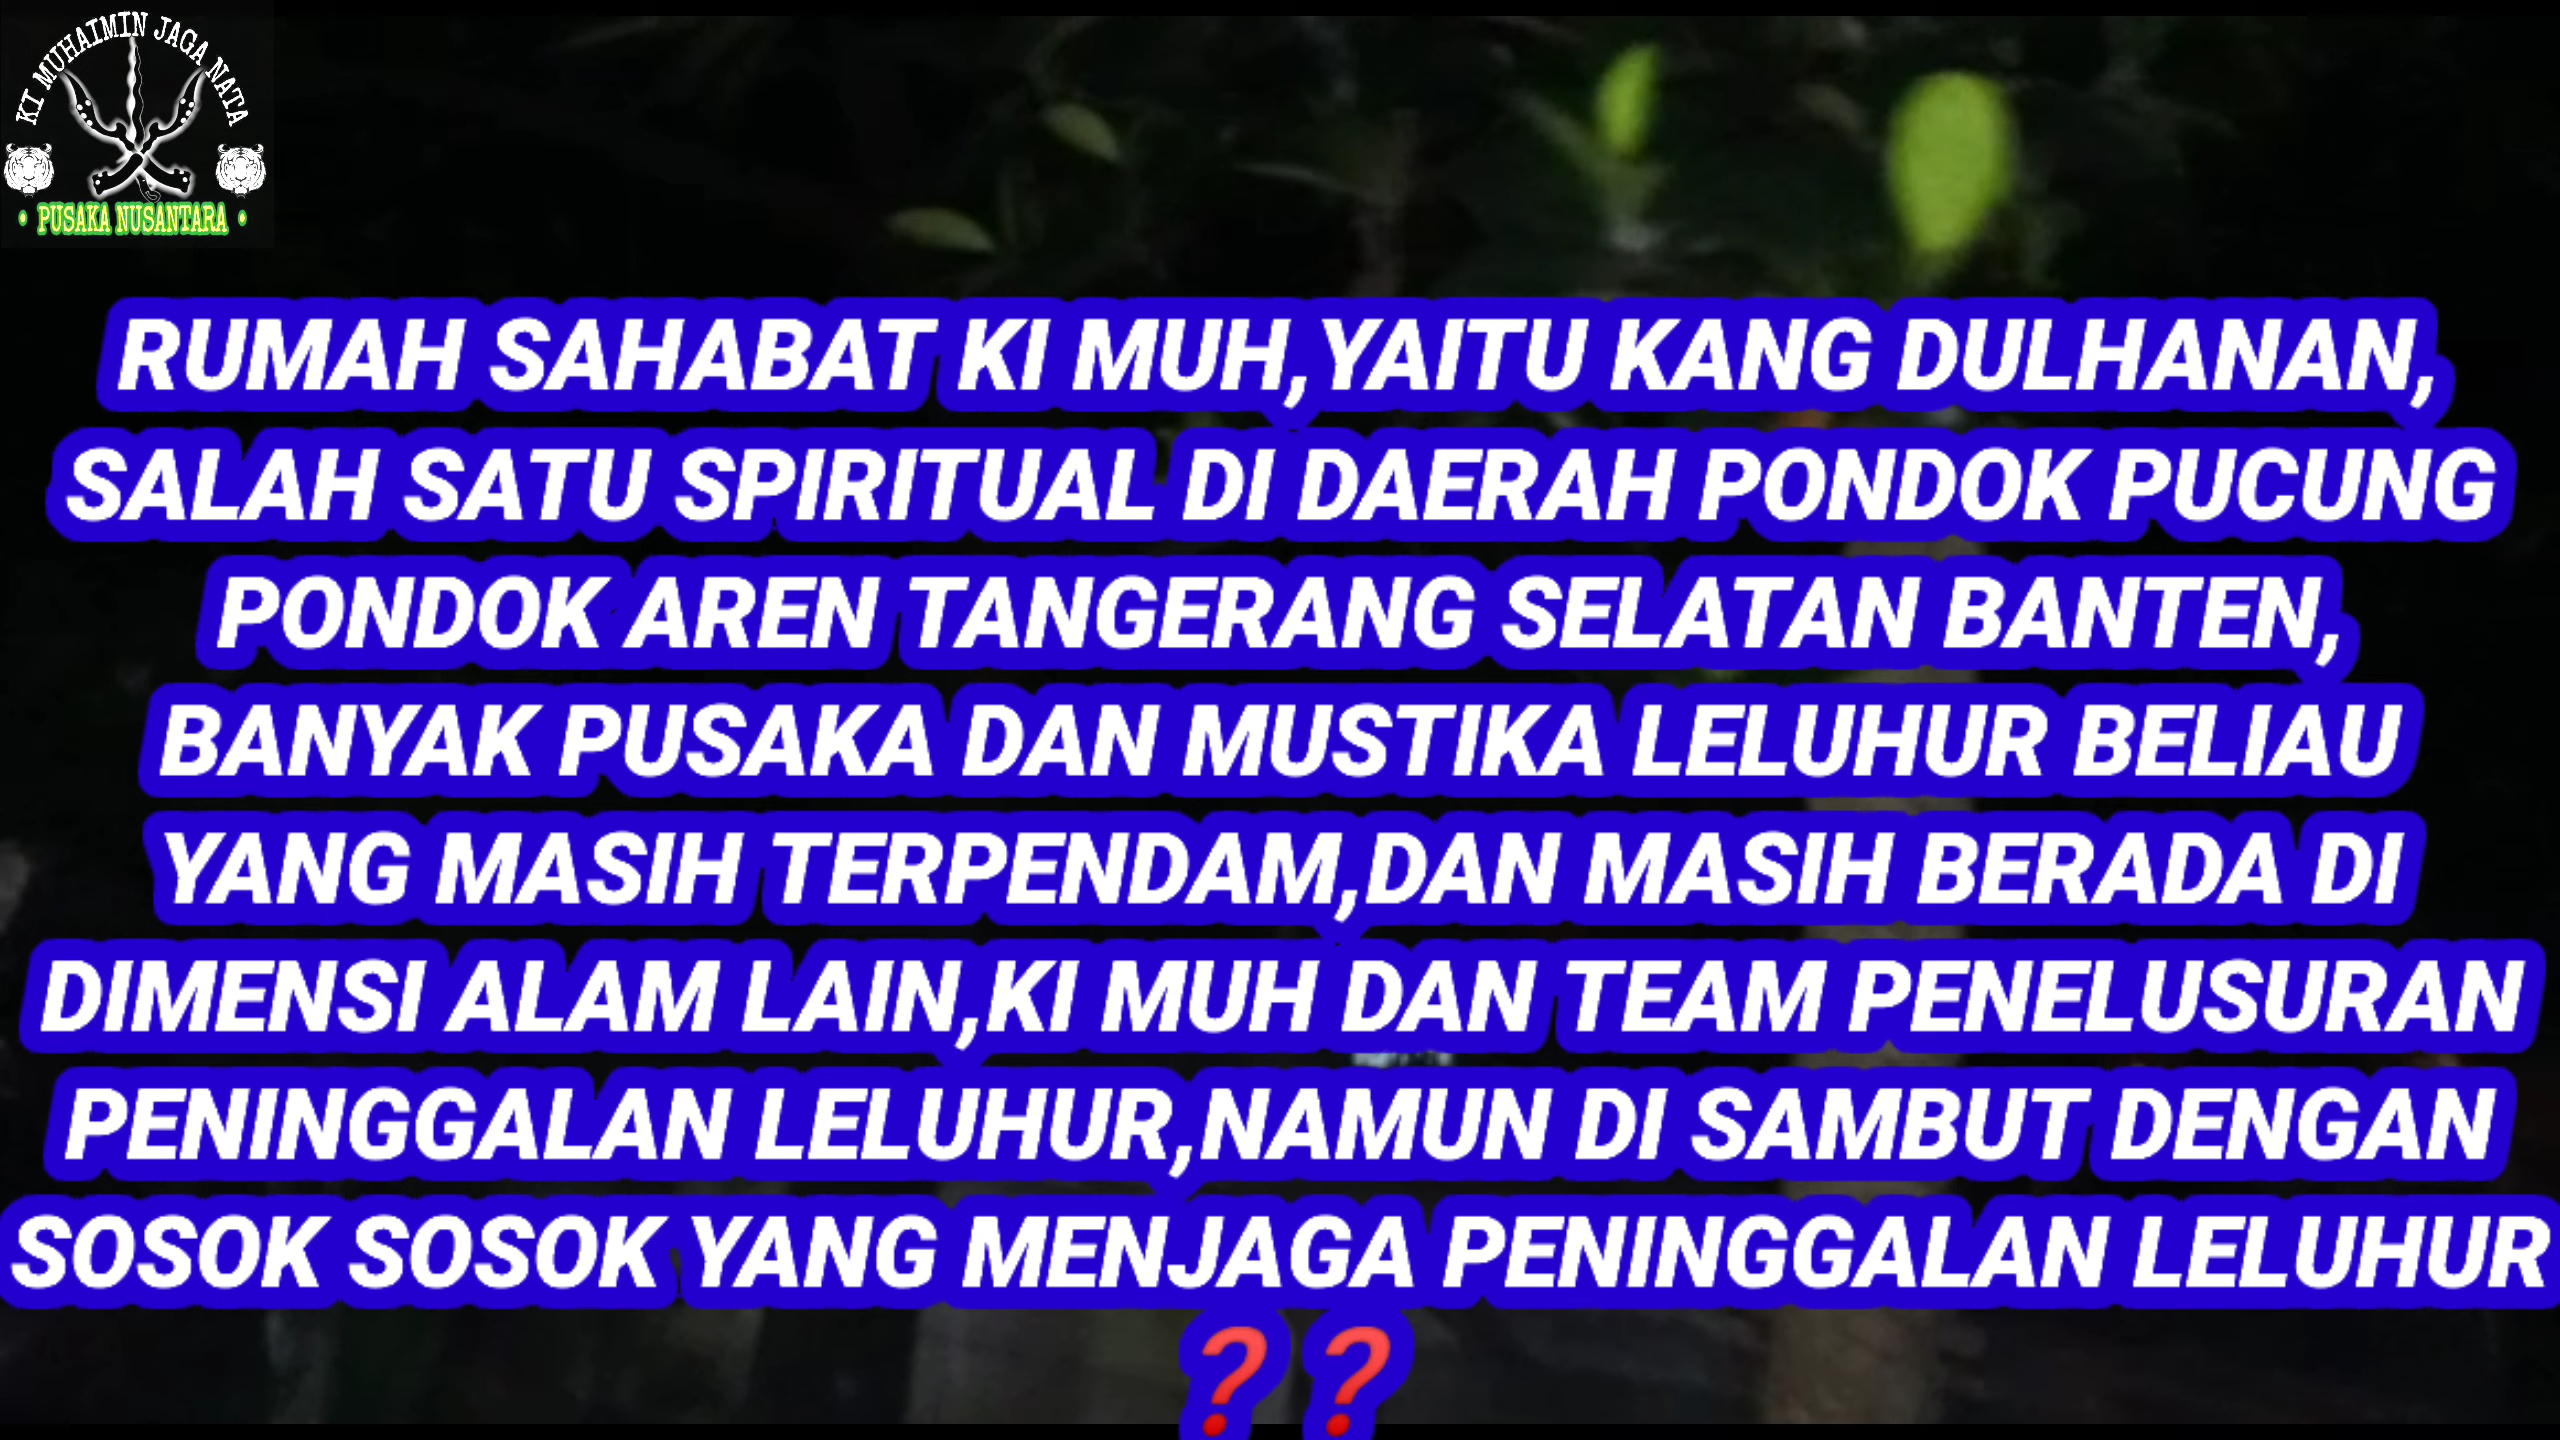 KI MUHAIMIN JAGA NATA
• PUSAKA NUSANTARA •
RUMAH SAHABAT KI MUH,YAITU KANG DULHANAN,
SALAH SATU SPIRITUAL DI DAERAH PONDOK PUCUNG
PONDOK AREN TANGERANG SELATAN BANTEN,
BANYAK PUSAKA DAN MUSTIKA LELUHUR BELIAU
YANG MASIH TERPENDAM,DAN MASIH BERADA DI
DIMENSI ALAM LAIN,KI MUH DAN TEAM PENELUSURAN
PENINGGALAN LELUHUR,NAMUN DI SAMBUT DENGAN
SOSOK SOSOK YANG MENJAGA PENINGGALAN LELUHUR
❓❓